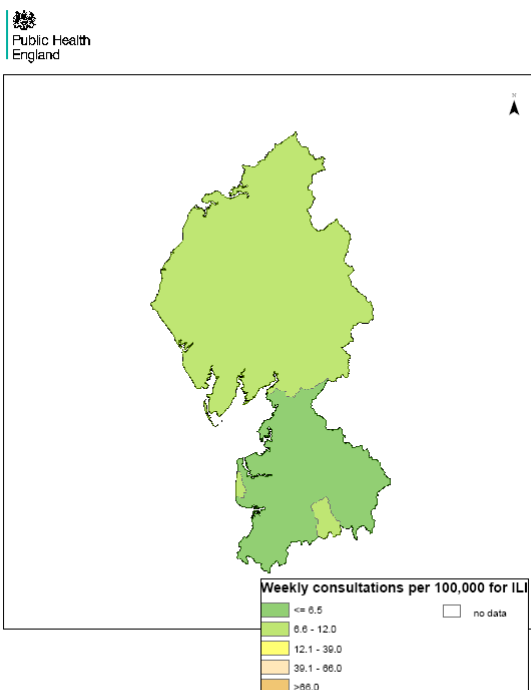 Public Health
England
N
Weekly consultations per 100,000 for ILI
<= 6.5
no data
6.6 - 12.0
12.1 - 39.0
39.1 - 66.0
>66.0